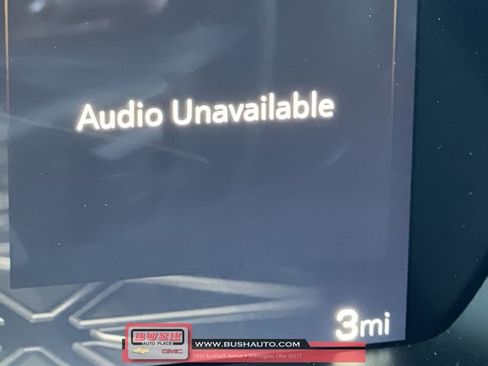 Audio Unavailable
3mi
BUSH
AUTO PLACE
GMC
WWW.BUSHAUTO.COM